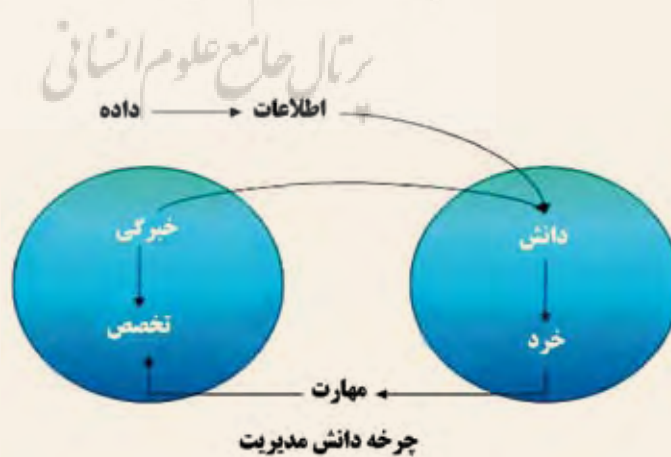 پرتال جامع علوم انسانی
داده
اطلاعات
خبرگی
دانش
تخصص
خرد
مهارت
چرخه دانش مدیریت